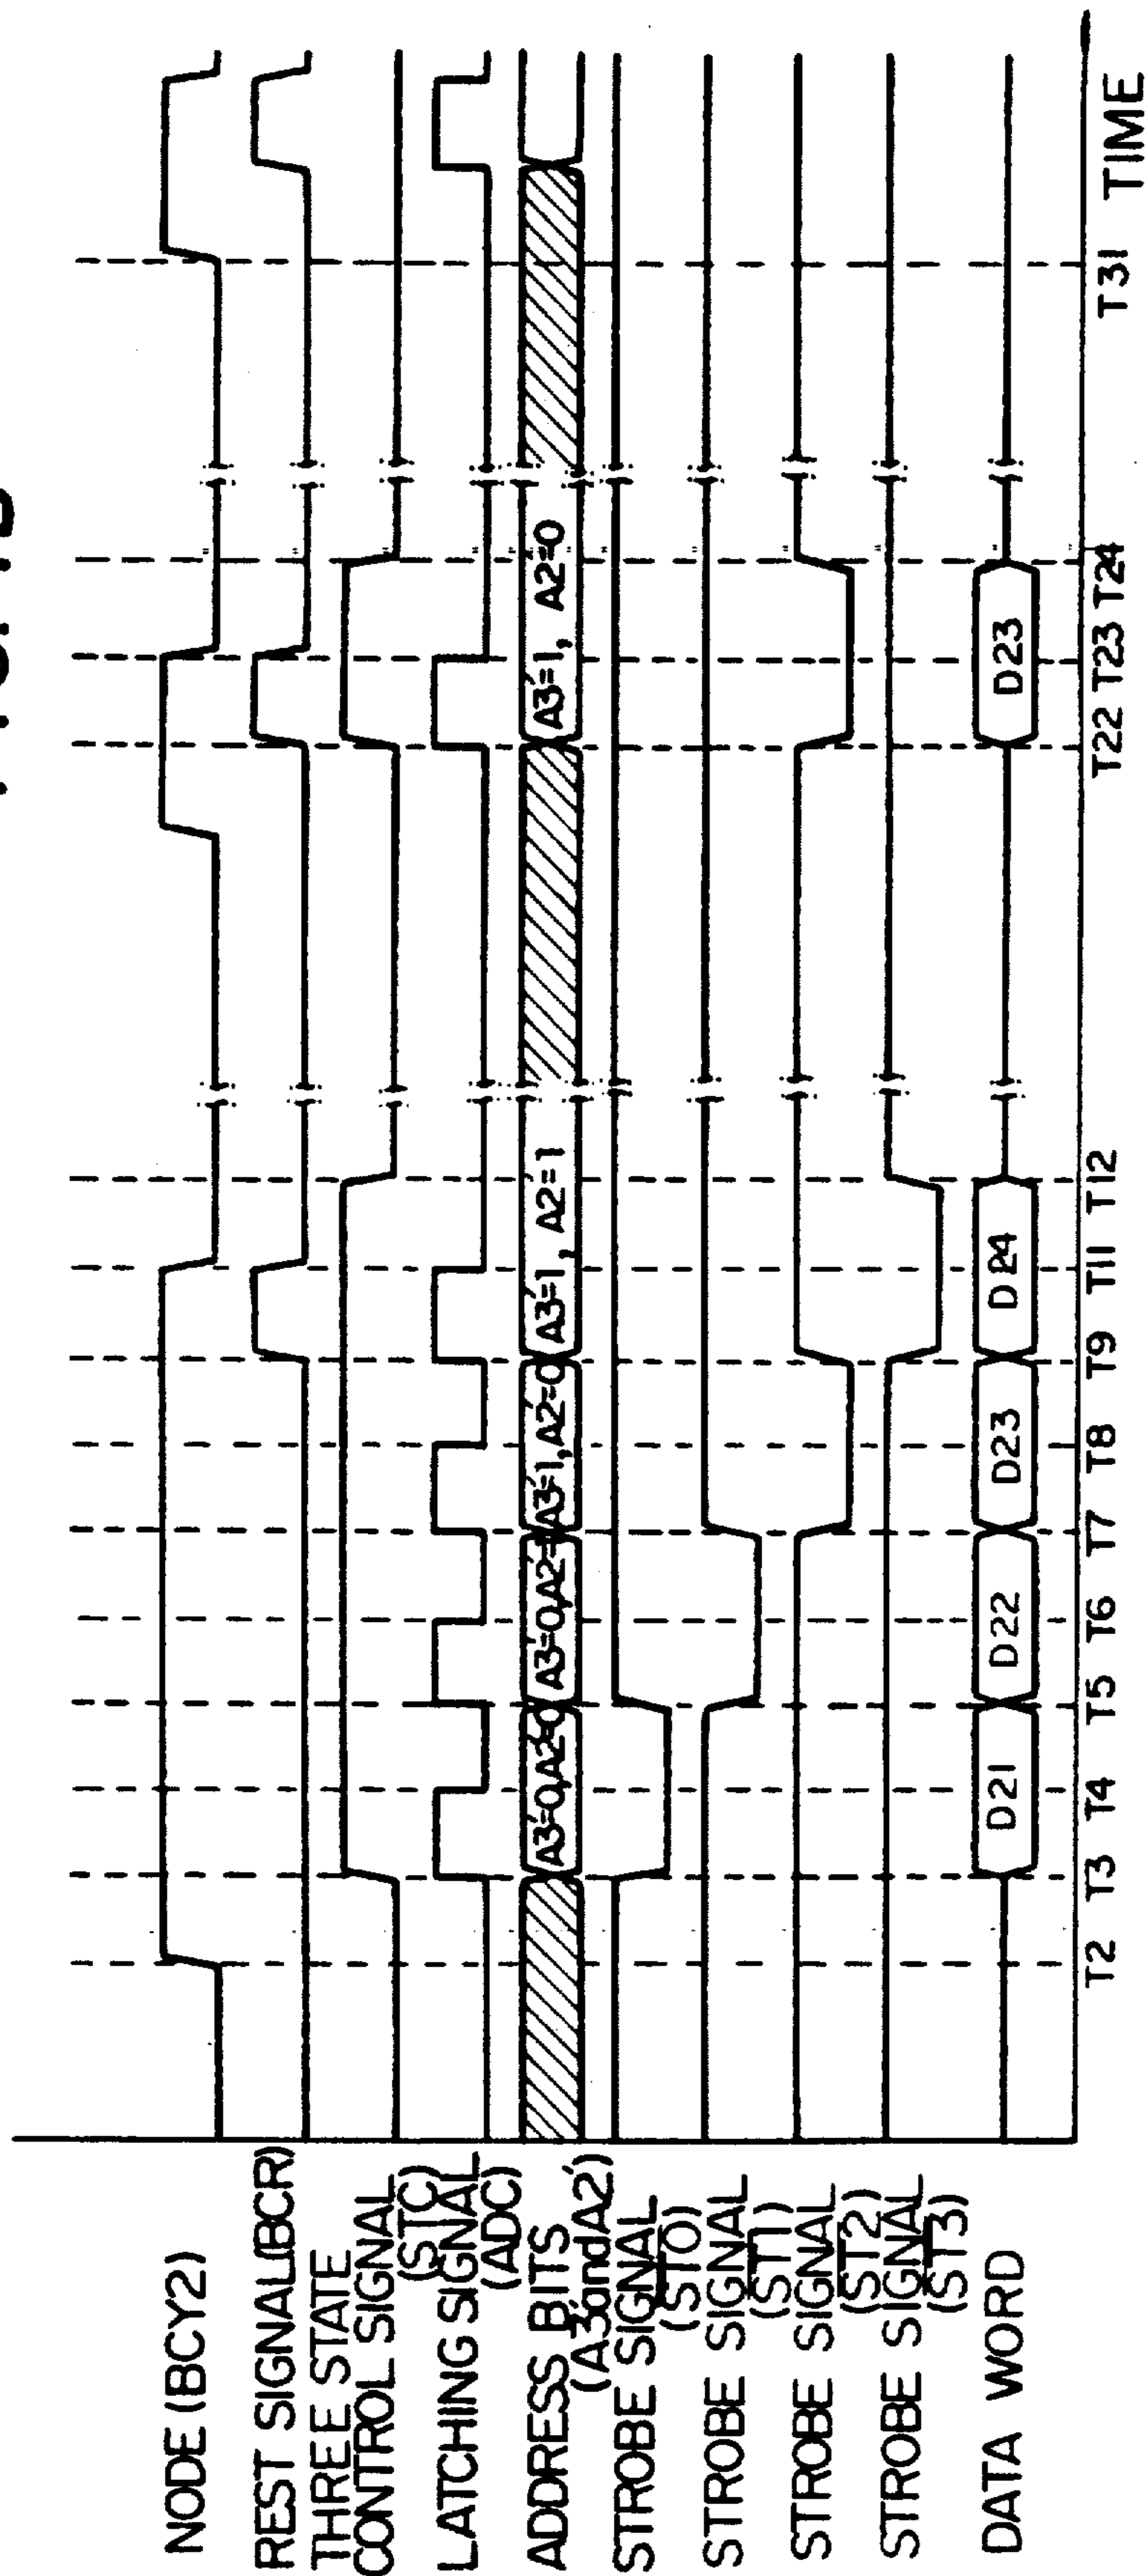 NODE (BCY2)
REST SIGNAL(BCR)
THREE STATE
CONTROL SIGNAL
(STC)
LATCHING SIGNAL
(ADC)
ADDRESS BITS
(A3'andA2')
STROBE SIGNAL
(ST0)
STROBE SIGNAL
(ST1)
STROBE SIGNAL
(ST2)
STROBE SIGNAL
(ST3)
DATA WORD
A3'=0,A2'=0
A3'=0,A2'=1
A3'=1,A2'=0
A3'=1, A2'=1
A3'=1, A2'=0
D21
D22
D23
D24
D23
T2 T3 T4 T5 T6 T7 T8 T9 T11 T12 T22 T23 T24 T31 TIME